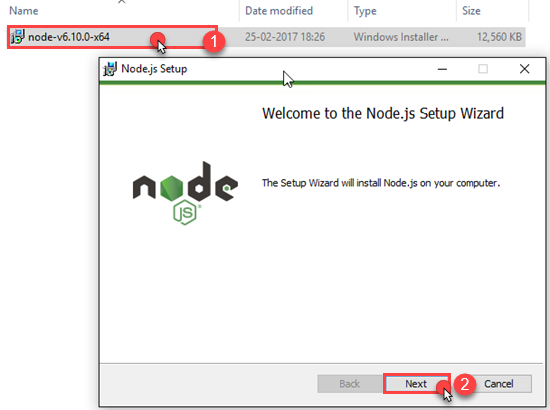 Name Date modified Type Size
node-v6.10.0-x64 1 25-02-2017 18:26 Windows Installer ... 12,560 KB
Node.js Setup
Welcome to the Node.js Setup Wizard
node
JS
The Setup Wizard will install Node.js on your computer.
Back Next 2 Cancel